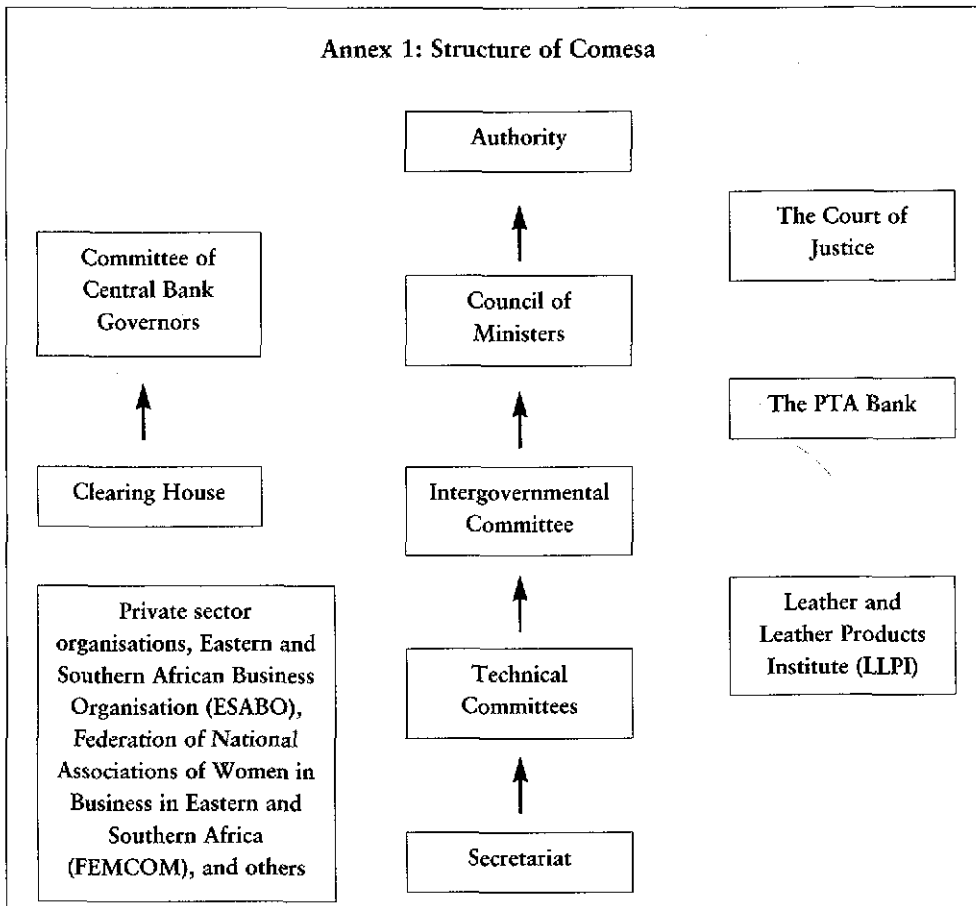 Annex 1: Structure of Comesa
Authority
The Court of
Justice
Committee of
Central Bank
Governors
Council of
Ministers
The PTA Bank
Clearing House
Intergovernmental
Committee
Private sector
organisations, Eastern and
Southern African Business
Organisation (ESABO),
Federation of National
Associations of Women in
Business in Eastern and
Southern Africa
(FEMCOM), and others
Leather and
Leather Products
Institute (LLPI)
Technical
Committees
Secretariat